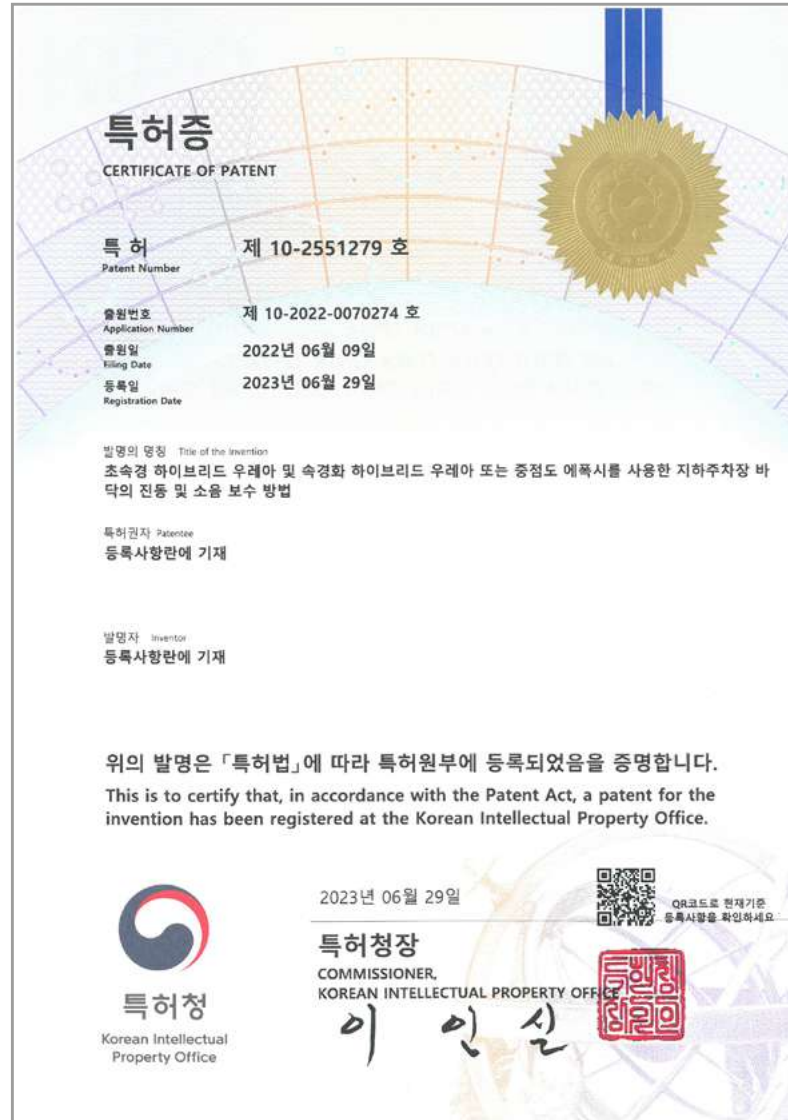 특허증
CERTIFICATE OF PATENT
특 허 제 10-2551279 호
Patent Number
출원번호 제 10-2022-0070274 호
Application Number
출원일 2022년 06월 09일
Filing Date
등록일 2023년 06월 29일
Registration Date
발명의 명칭 Title of the Invention
초속경 하이브리드 우레아 및 속경화 하이브리드 우레아 또는 중점도 에폭시를 사용한 지하주차장 바
닥의 진동 및 소음 보수 방법
특허권자 Patentee
등록사항란에 기재
발명자 Inventor
등록사항란에 기재
위의 발명은 「특허법」에 따라 특허원부에 등록되었음을 증명합니다.
This is to certify that, in accordance with the Patent Act, a patent for the
invention has been registered at the Korean Intellectual Property Office.
2023년 06월 29일
QR코드로 현재기준
등록사항을 확인하세요
특허청장
COMMISSIONER,
KOREAN INTELLECTUAL PROPERTY OFFICE
이 인 실
특허청
Korean Intellectual
Property Office